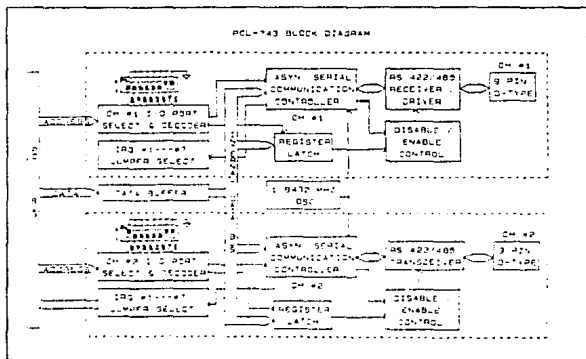 PCL-743 BLOCK DIAGRAM
CH #1
ASYN. SERIAL
COMMUNICATION
CONTROLLER
RS 422/485
RECEIVER /
DRIVER
9 PIN
D-TYPE
CH #1 I/O PORT
SELECT & DECODER
CH #1
REGISTER
LATCH
DISABLE /
ENABLE
CONTROL
JUMPER SELECT
DATA BUFFER
1.8432 MHZ
OSC
CH #2
ASYN SERIAL
COMMUNICATION
CONTROLLER
RS 422/485
TRANSCEIVER
9 PIN
D-TYPE
CH #2 I/O PORT
SELECT & DECODER
CH #2
JUMPER SELECT
REGISTER
LATCH
DISABLE /
ENABLE
CONTROL